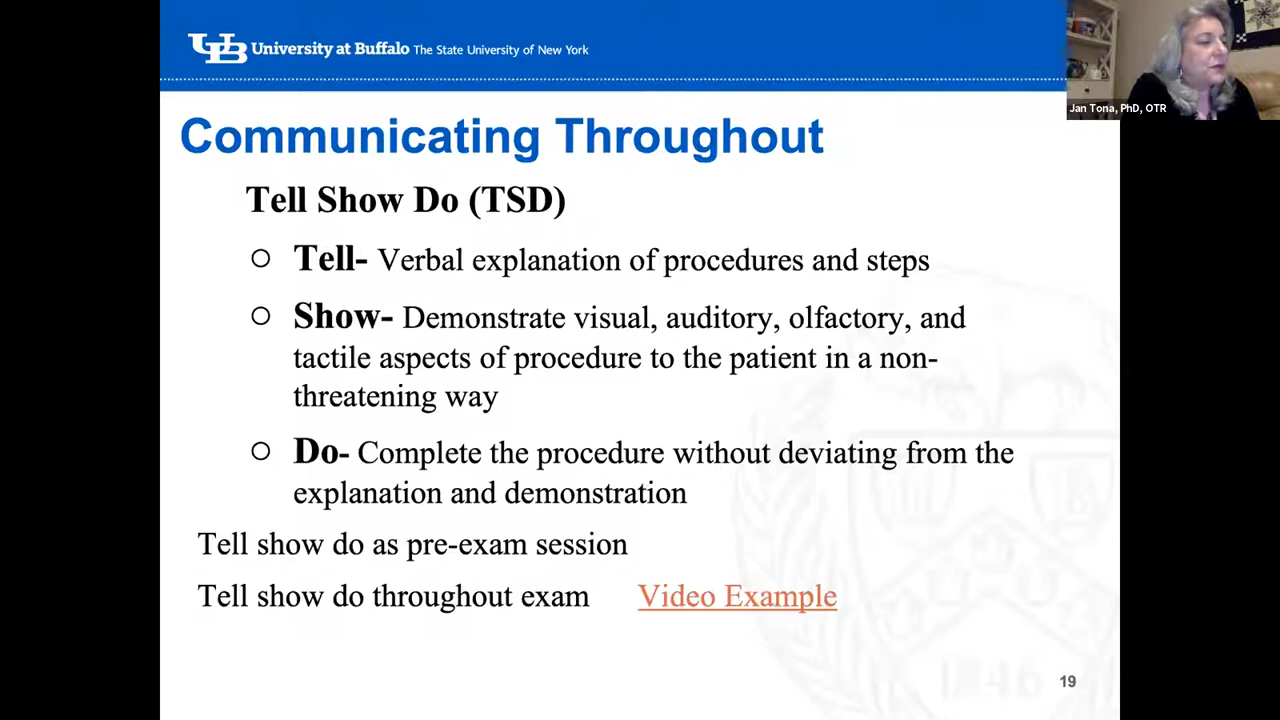 UB University at Buffalo The State University of New York
Jan Tona, PhD, OTR
Communicating Throughout
Tell Show Do (TSD)
○ Tell- Verbal explanation of procedures and steps
○ Show- Demonstrate visual, auditory, olfactory, and
tactile aspects of procedure to the patient in a non-
threatening way
○ Do- Complete the procedure without deviating from the
explanation and demonstration
Tell show do as pre-exam session
Tell show do throughout exam Video Example
1846
19